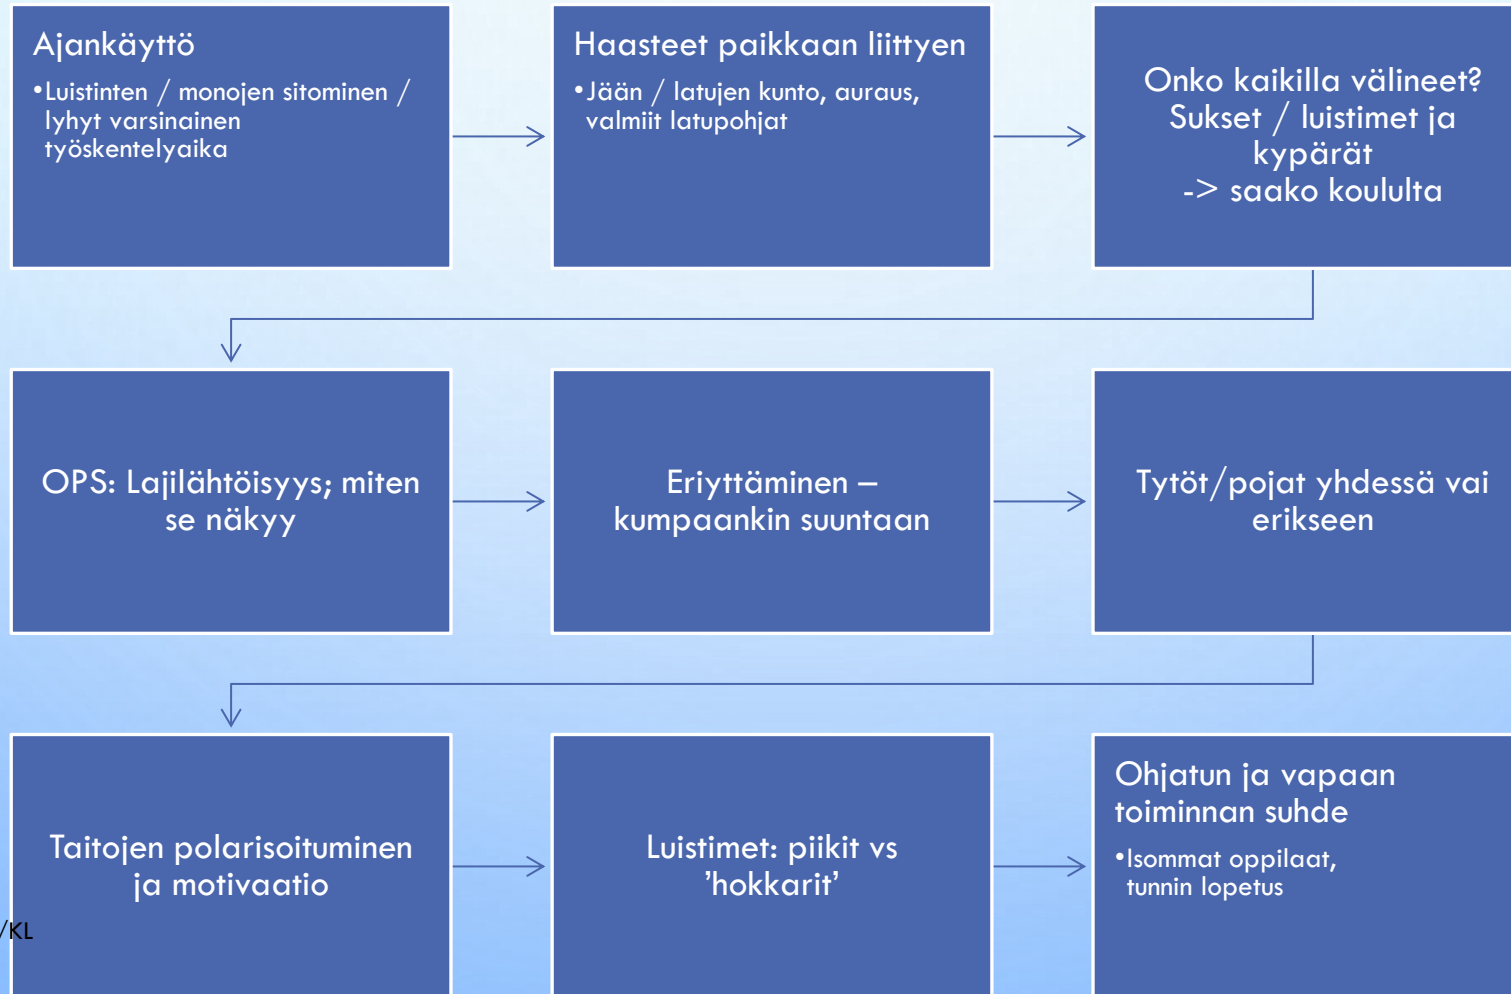 Ajankäyttö
•Luistinten / monojen sitominen /
lyhyt varsinainen
työskentelyaika
Haasteet paikkaan liittyen
•Jään / latujen kunto, auraus,
valmiit latupohjat
Onko kaikilla välineet?
Sukset / luistimet ja
kypärät
-> saako koululta
OPS: Lajilähtöisyys; miten
se näkyy
Eriyttäminen –
kumpaankin suuntaan
Tytöt/pojat yhdessä vai
erikseen
Taitojen polarisoituminen
ja motivaatio
Luistimet: piikit vs
’hokkarit’
Ohjatun ja vapaan
toiminnan suhde
•Isommat oppilaat,
tunnin lopetus
/KL